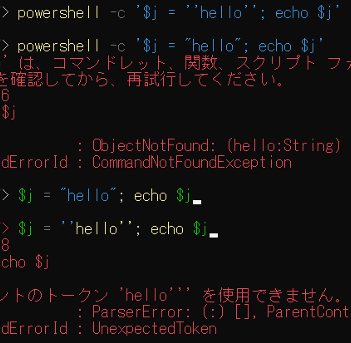 > powershell -c '$j = ''hello''; echo $j'
> powershell -c '$j = "hello"; echo $j'
' は、コマンドレット、関数、スクリプト ファ
を確認してから、再試行してください。
6
$j
: ObjectNotFound: (hello:String)
dErrorId : CommandNotFoundException
> $j = "hello"; echo $j
> $j = ''hello''; echo $j
8
cho $j
ントのトークン 'hello''' を使用できません。
: ParserError: (:) [], ParentCont
dErrorId : UnexpectedToken